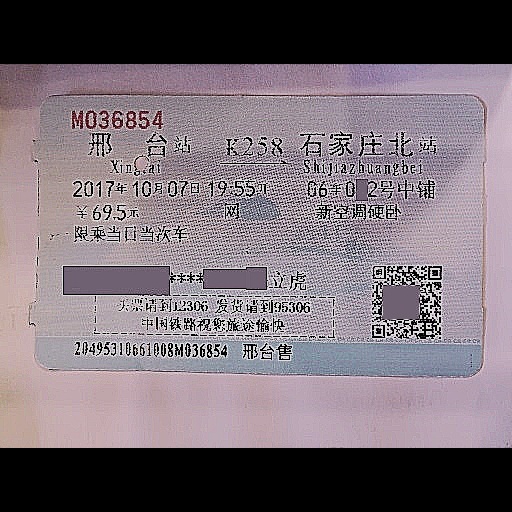 M036854
邢 台站 K258 石家庄北站
Xingtai Shijiazhuangbei
2017年10月07日19:55开 06车0 2号中铺
￥69.5元 网 新空调硬卧
限乘当日当次车
****立虎
买票请到12306 发货请到95306
中国铁路祝您旅途愉快
20495310661008M036854 邢台售